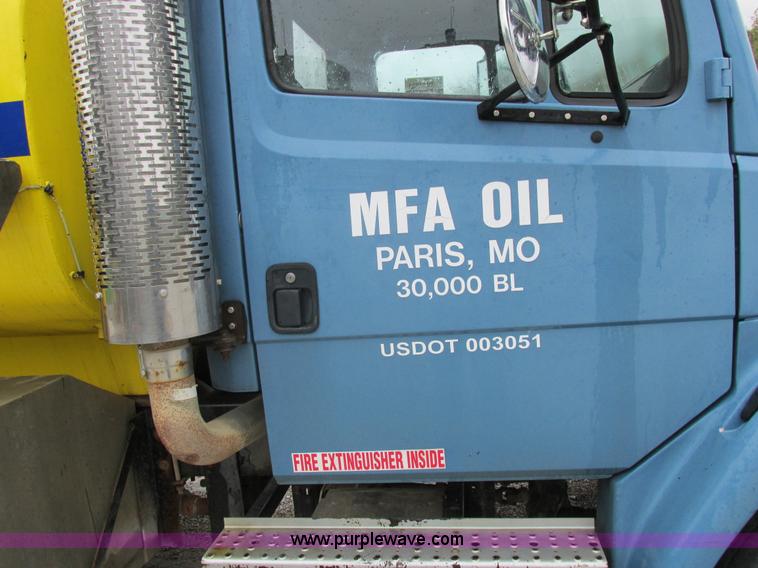 MFA OIL
PARIS, MO
30,000 BL
USDOT 003051
FIRE EXTINGUISHER INSIDE
www.purplewave.com